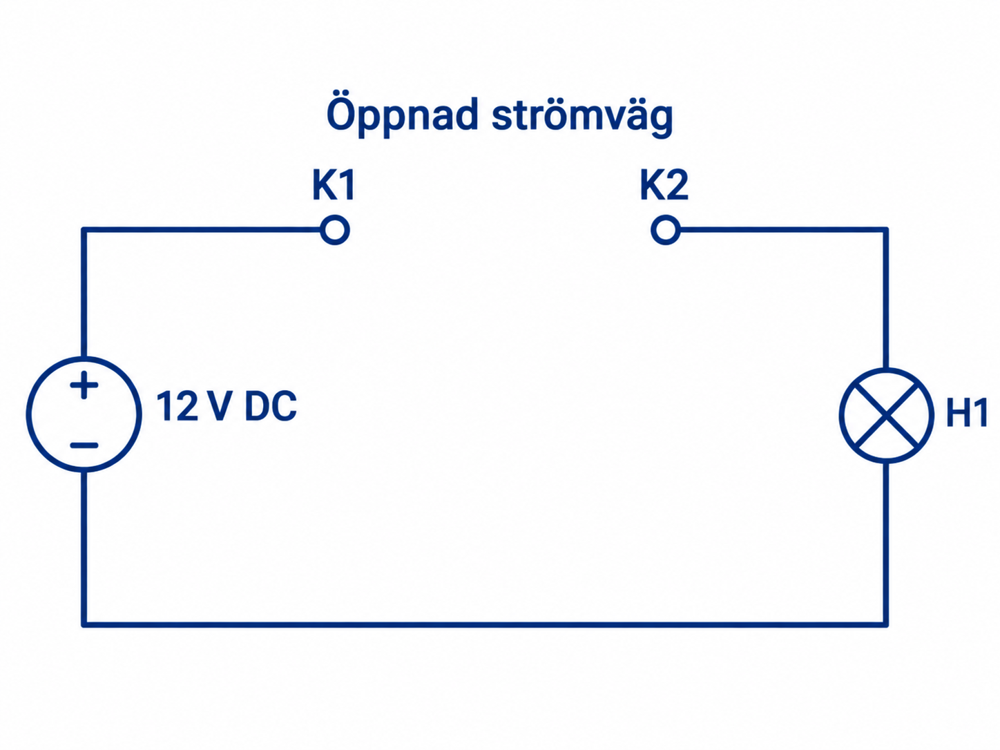 Öppnad strömväg
K1
K2
+
12 V DC
−
H1